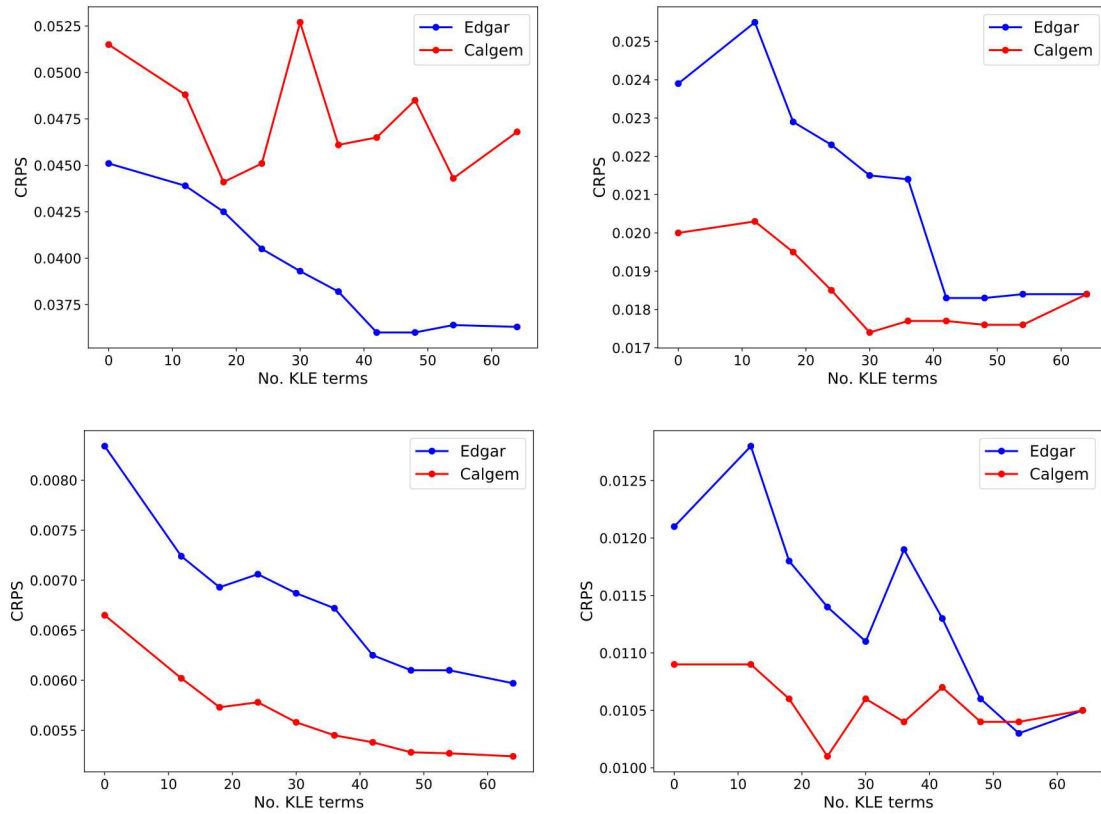 0.0525
0.0500
0.0475
0.0450
0.0425
0.0400
0.0375
CRPS
0 10 20 30 40 50 60
No. KLE terms
Edgar
Calgem
0.025
0.024
0.023
0.022
0.021
0.020
0.019
0.018
0.017
CRPS
0 10 20 30 40 50 60
No. KLE terms
Edgar
Calgem
0.0080
0.0075
0.0070
0.0065
0.0060
0.0055
CRPS
0 10 20 30 40 50 60
No. KLE terms
Edgar
Calgem
0.0125
0.0120
0.0115
0.0110
0.0105
0.0100
CRPS
0 10 20 30 40 50 60
No. KLE terms
Edgar
Calgem